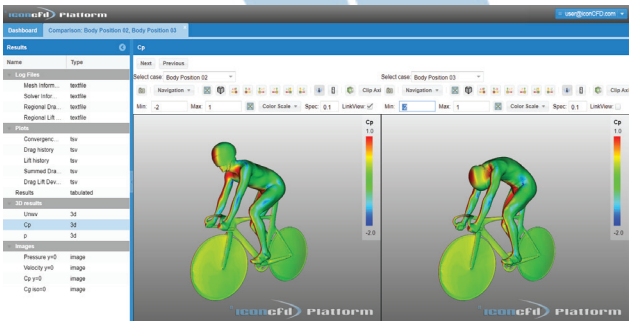 iconCFD Platform
user@iconCFD.com
Dashboard Comparison: Body Position 02, Body Position 03
Results
Cp
Name Type
Log Files
Mesh Inform... textfile
Solver Infor... textfile
Regional Dra... textfile
Regional Lift ... textfile
Plots
Convergenc... tsv
Drag history tsv
Lift history tsv
Summed Dra... tsv
Drag Lift Dev... tsv
Results tabulated
3D results
Urwsv 3d
Cp 3d
p 3d
Images
Pressure y=0 image
Velocity y=0 image
Cp y=0 image
Cg iso=0 image
Next Previous
Select case: Body Position 02
Navigation Clip Axi
Min: -2 Max: 1 Color Scale Spec: 0.1 LinkView:
Cp
1.0
-2.0
iconCFD Platform
Select case: Body Position 03
Navigation Clip Axi
Min: -2 Max: 1 Color Scale Spec: 0.1 LinkView:
Cp
1.0
-2.0
iconCFD Platform